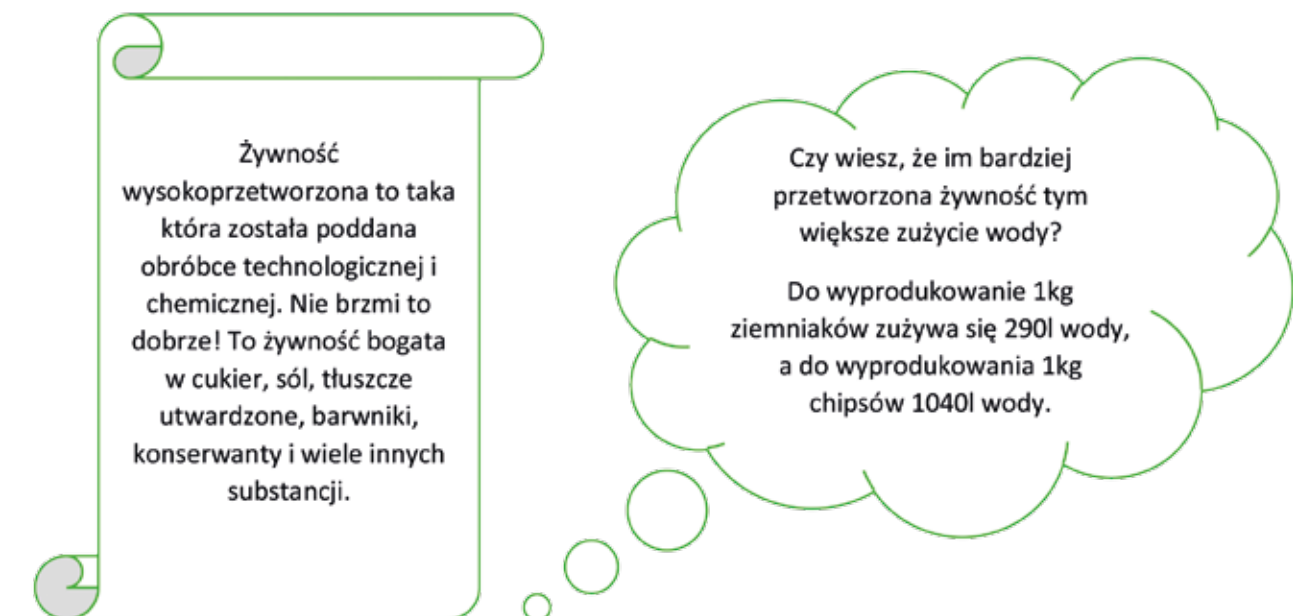 Żywność
wysokoprzetworzona to taka
która została poddana
obróbce technologicznej i
chemicznej. Nie brzmi to
dobrze! To żywność bogata
w cukier, sól, tłuszcze
utwardzone, barwniki,
konserwanty i wiele innych
substancji.
Czy wiesz, że im bardziej
przetworzona żywność tym
większe zużycie wody?
Do wyprodukowanie 1kg
ziemniaków zużywa się 290l wody,
a do wyprodukowania 1kg
chipsów 1040l wody.